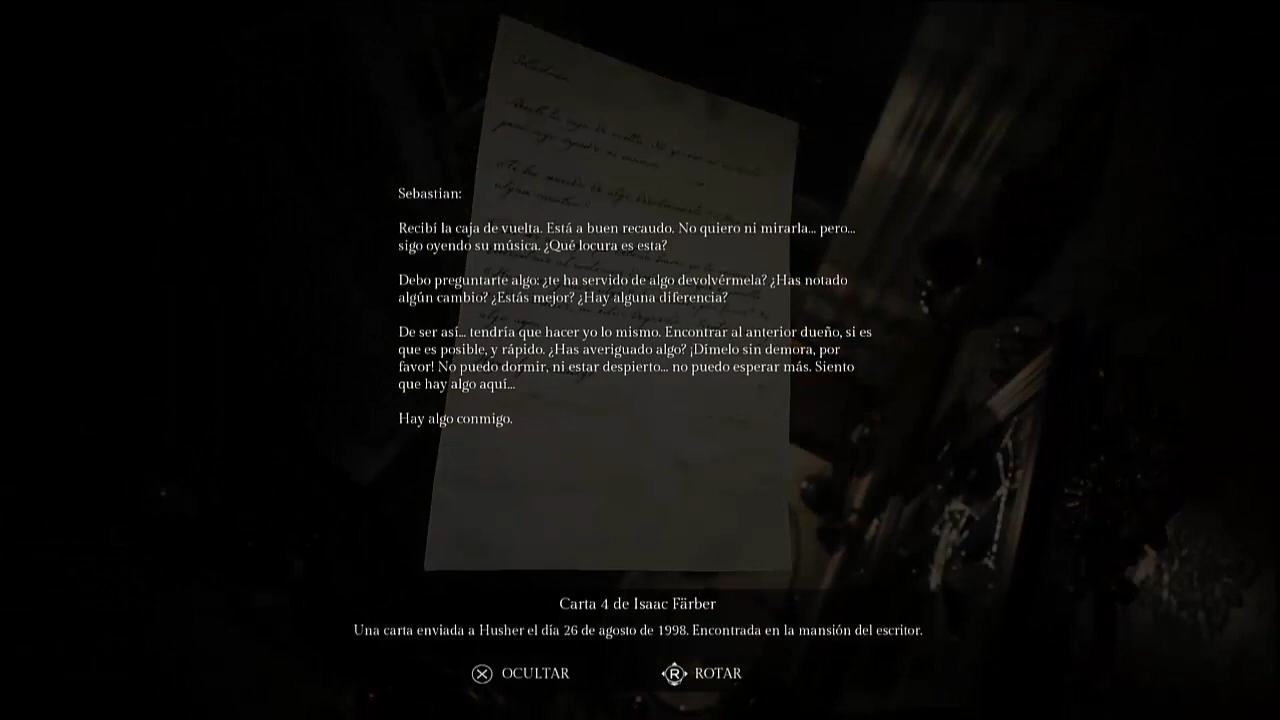 Sebastian:
Recibí la caja de vuelta. Está a buen recaudo. No quiero ni mirarla... pero...
sigo oyendo su música. ¿Qué locura es esta?
Debo preguntarte algo: ¿te ha servido de algo devolvérmela? ¿Has notado
algún cambio? ¿Estás mejor? ¿Hay alguna diferencia?
De ser así... tendría que hacer yo lo mismo. Encontrar al anterior dueño, si es
que es posible, y rápido. ¿Has averiguado algo? ¡Dímelo sin demora, por
favor! No puedo dormir, ni estar despierto... no puedo esperar más. Siento
que hay algo aquí...
Hay algo conmigo.
Carta 4 de Isaac Färber
Una carta enviada a Husher el día 26 de agosto de 1998. Encontrada en la mansión del escritor.
OCULTAR
R ROTAR